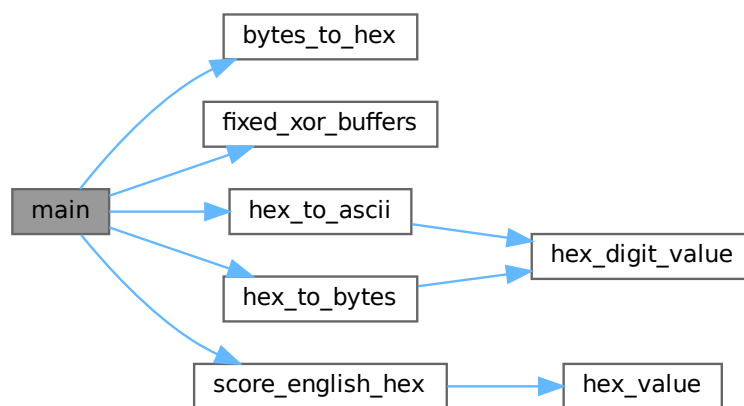 bytes_to_hex
fixed_xor_buffers
main
hex_to_ascii
hex_digit_value
hex_to_bytes
score_english_hex
hex_value